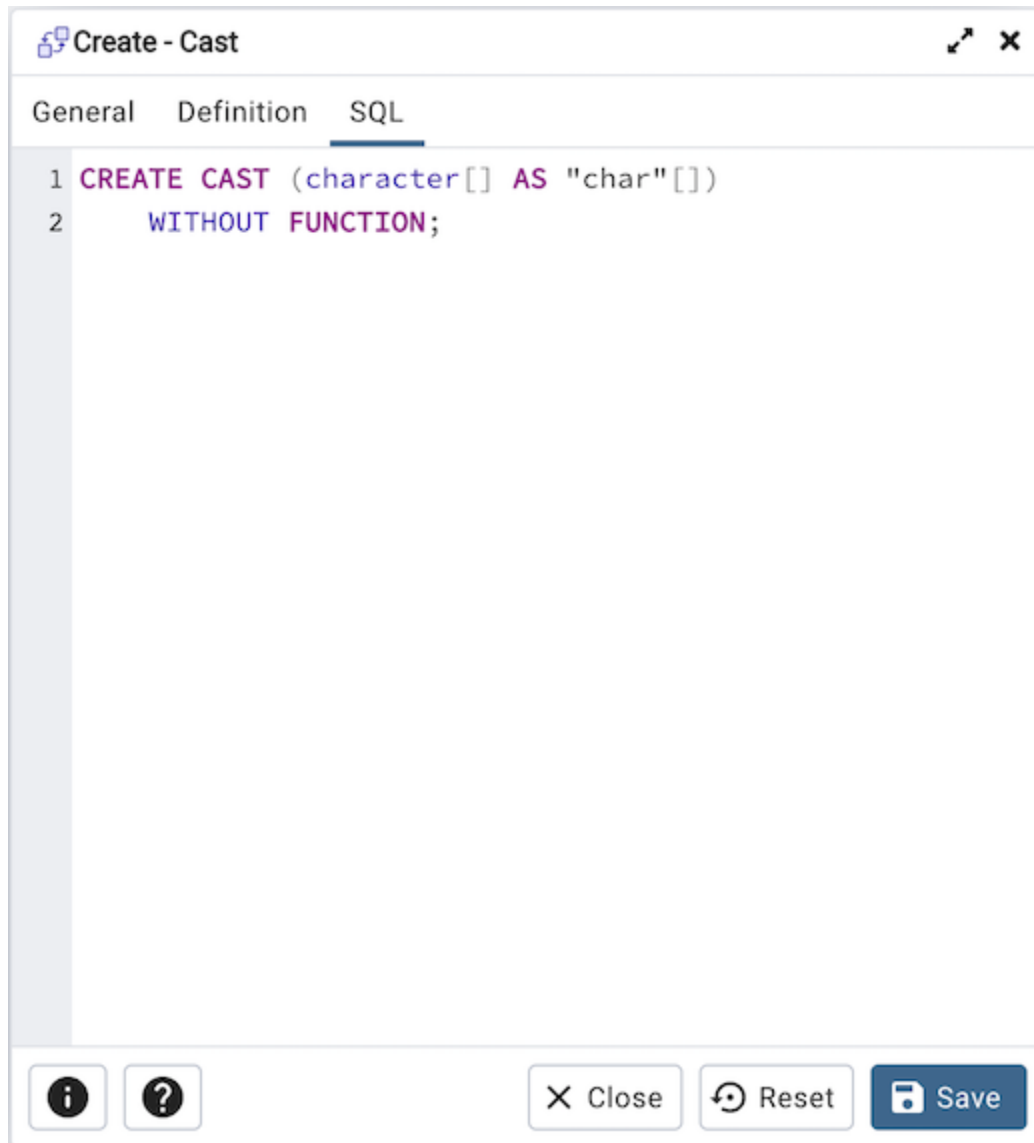 Create - Cast
General Definition SQL
1 CREATE CAST (character[] AS "char"[])
2 WITHOUT FUNCTION;
Close Reset Save